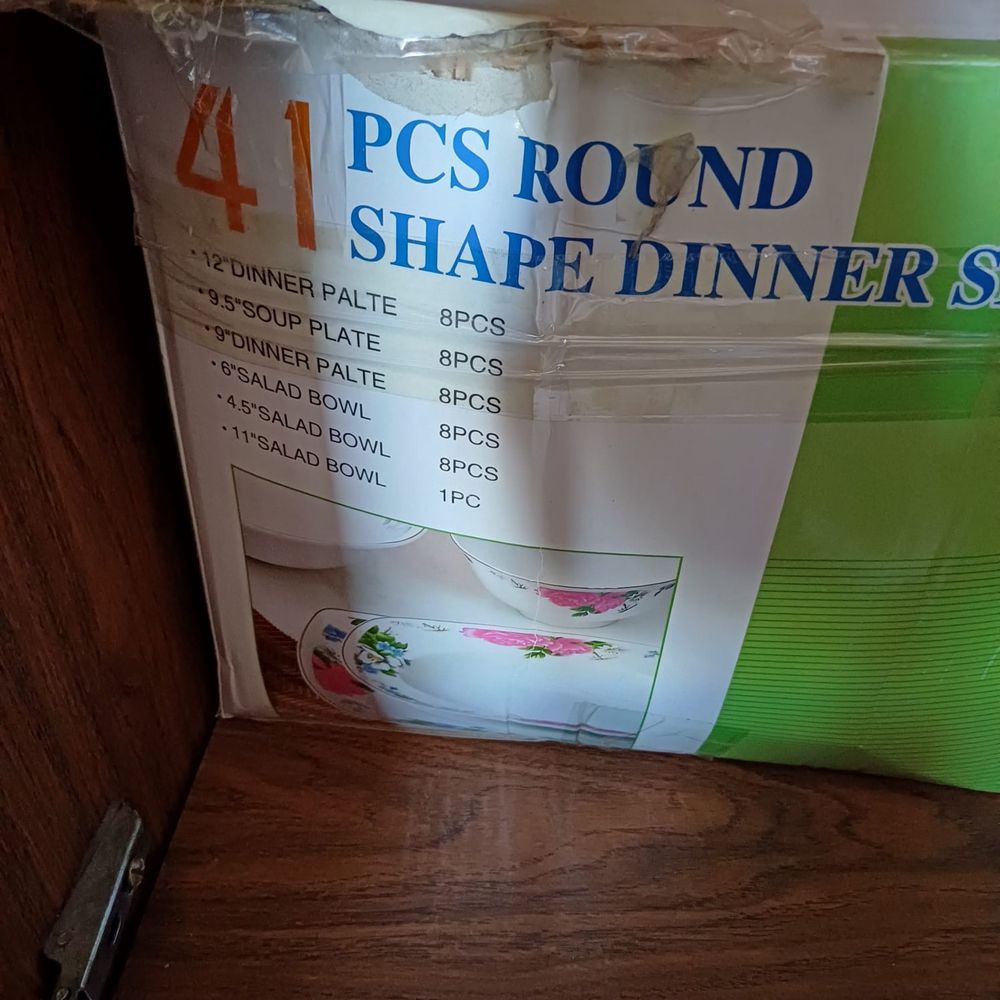 41 PCS ROUND
SHAPE DINNER
• 12"DINNER PALTE 8PCS
• 9.5"SOUP PLATE 8PCS
• 9"DINNER PALTE 8PCS
• 6"SALAD BOWL 8PCS
• 4.5"SALAD BOWL 8PCS
• 11"SALAD BOWL 1PC